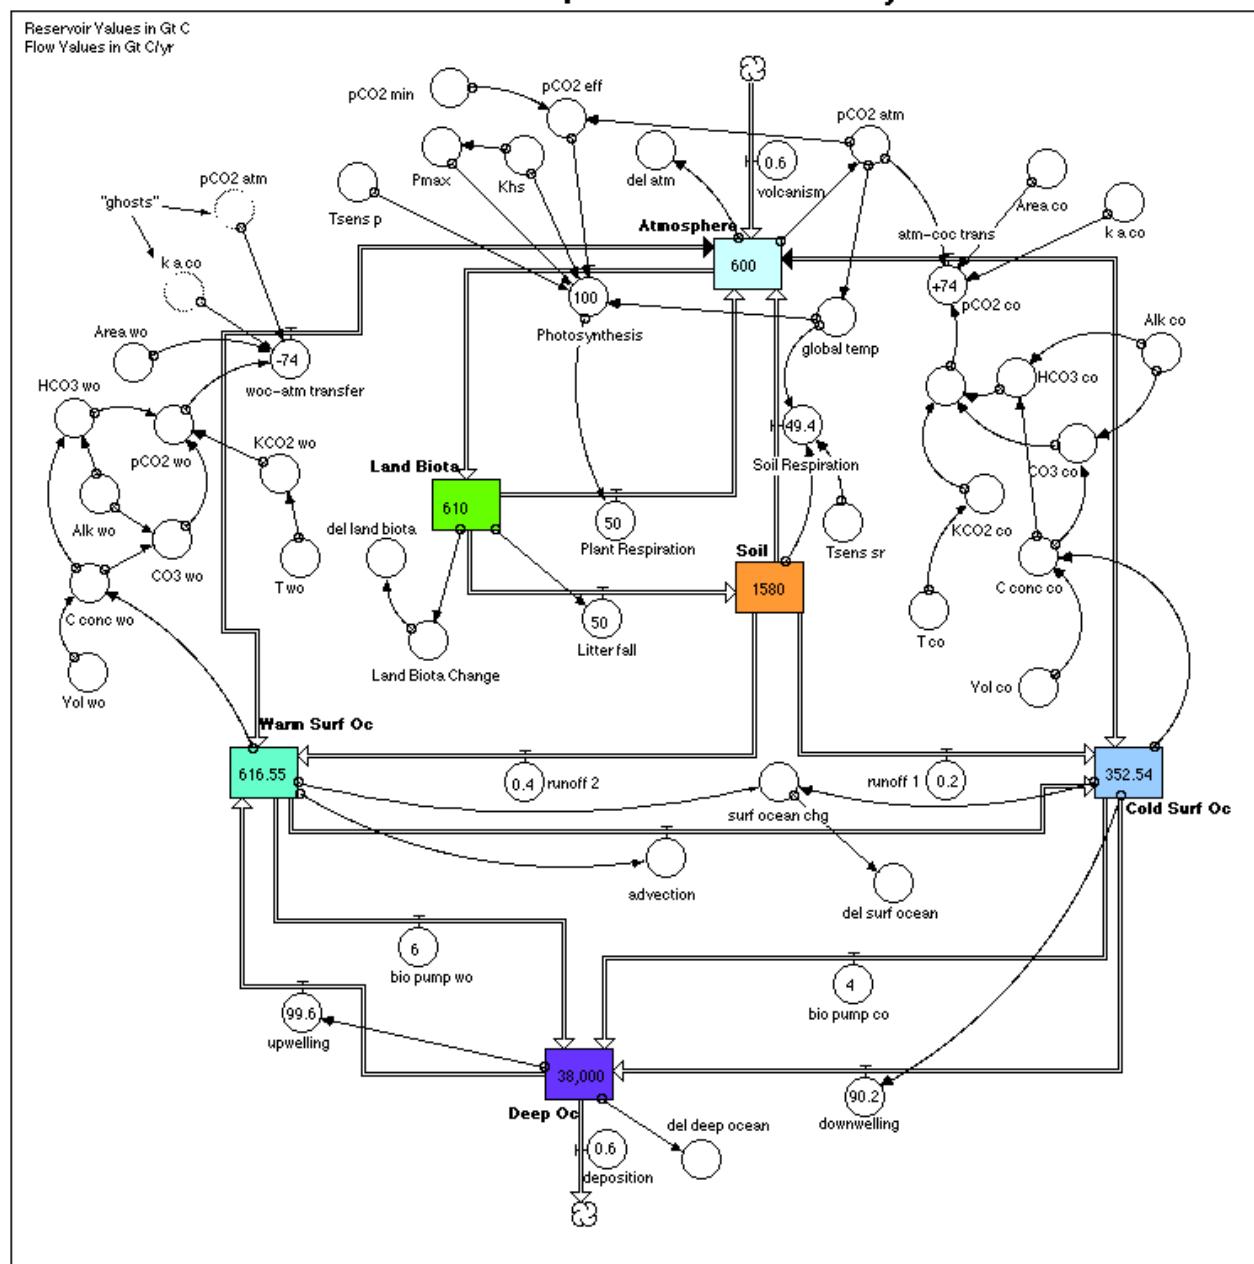 Reservoir Values in Gt C
Flow Values in Gt C/yr
pCO2 min
pCO2 eff
pCO2 atm
Pmax
Khs
del atm
0.6
volcanism
Tsens p
pCO2 atm
"ghosts"
Area co
k a.co
Atmosphere
600
atm-coc trans
+74
pCO2 co
k a.co
100
Photosynthesis
global temp
Alk co
Area wo
-74
woc-atm transfer
HCO3 wo
HCO3 co
pCO2 wo
KCO2 wo
49.4
Soil Respiration
CO3 co
Land Biota
610
Alk wo
del land biota
50
Plant Respiration
Tsens sr
KCO2 co
CO3 wo
T wo
Soil
1580
C conc wo
C conc co
50
Litter fall
T co
Land Biota Change
Vol wo
Vol co
Warm Surf Oc
616.55
0.4
runoff 2
runoff 1
0.2
352.54
Cold Surf Oc
surf ocean chg
advection
del surf ocean
6
bio pump wo
4
bio pump co
99.6
upwelling
38,000
Deep Oc
90.2
downwelling
del deep ocean
0.6
deposition